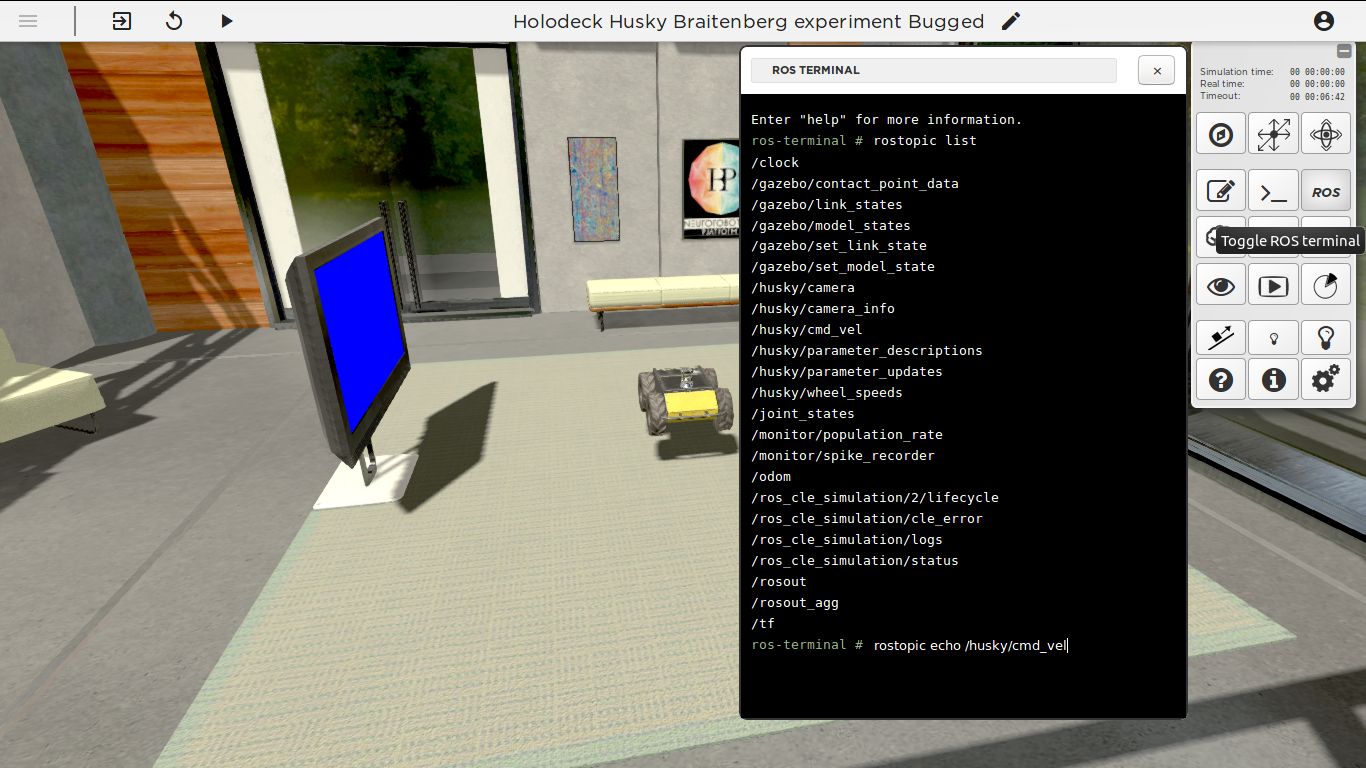 Holodeck Husky Braitenberg experiment Bugged
ROS TERMINAL
×
Enter "help" for more information.
ros-terminal # rostopic list
/clock
/gazebo/contact_point_data
/gazebo/link_states
/gazebo/model_states
/gazebo/set_link_state
/gazebo/set_model_state
/husky/camera
/husky/camera_info
/husky/cmd_vel
/husky/parameter_descriptions
/husky/parameter_updates
/husky/wheel_speeds
/joint_states
/monitor/population_rate
/monitor/spike_recorder
/odom
/ros_cle_simulation/2/lifecycle
/ros_cle_simulation/cle_error
/ros_cle_simulation/logs
/ros_cle_simulation/status
/rosout
/rosout_agg
/tf
ros-terminal # rostopic echo /husky/cmd_vel
Simulation time: 00 00:00:00
Real time: 00 00:00:00
Timeout: 00 00:06:42
>_
ROS
Toggle ROS terminal
HP